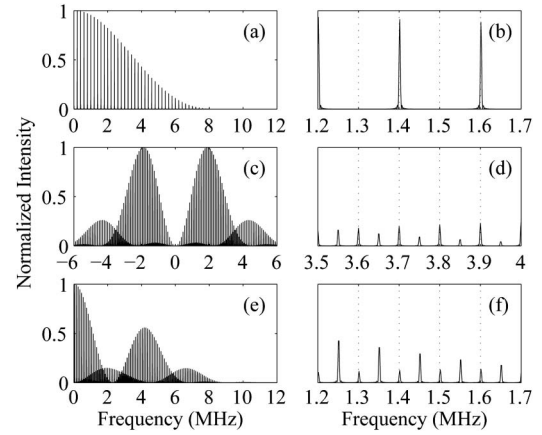 (a)
1
0.5
0
0 2 4 6 8 10 12
Frequency (MHz)
(b)
1.2 1.3 1.4 1.5 1.6 1.7
Normalized Intensity
(c)
1
0.5
0
−6 −4 −2 0 2 4 6
(d)
3.5 3.6 3.7 3.8 3.9 4
(e)
1
0.5
0
0 2 4 6 8 10 12
Frequency (MHz)
(f)
1.2 1.3 1.4 1.5 1.6 1.7
Frequency (MHz)